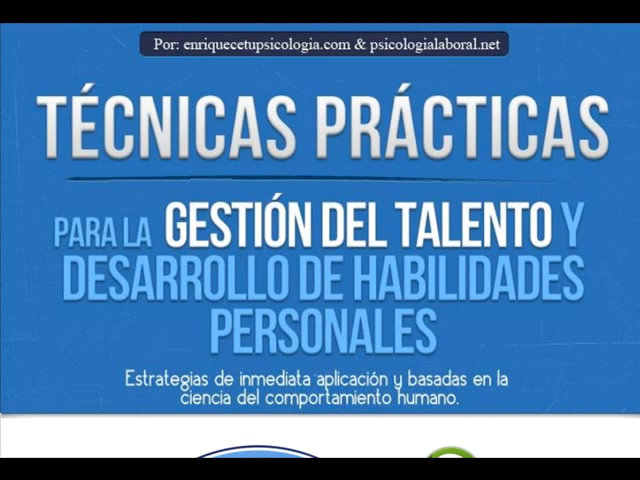 Por: enriquecetupsicologia.com & psicologialaboral.net
TÉCNICAS PRÁCTICAS
PARA LA GESTIÓN DEL TALENTO Y
DESARROLLO DE HABILIDADES
PERSONALES
Estrategias de inmediata aplicación y basadas en la
ciencia del comportamiento humano.